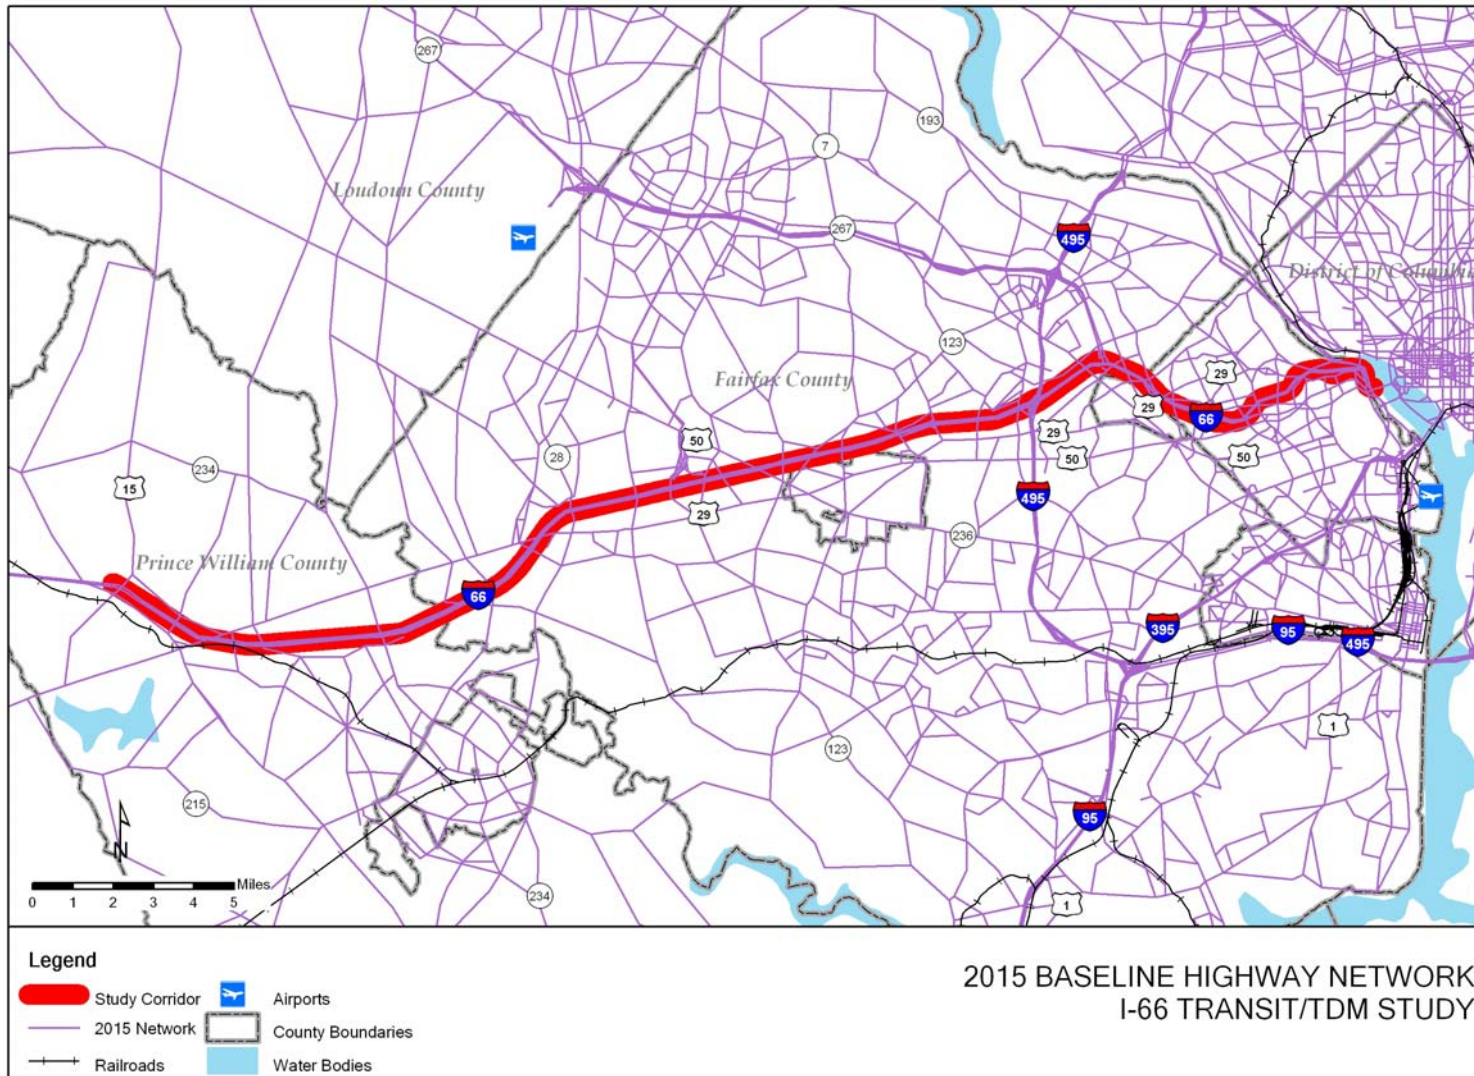 267
193
7
Loudoun County
267
495
District of Columbia
123
29
Fairfax County
29
66
50
29
50
50
28
234
15
495
29
236
Prince William County
66
395
95
495
1
123
215
95
234
1
N
Miles
0 1 2 3 4 5
Legend
Study Corridor
Airports
2015 Network
County Boundaries
Railroads
Water Bodies
2015 BASELINE HIGHWAY NETWORK
I-66 TRANSIT/TDM STUDY